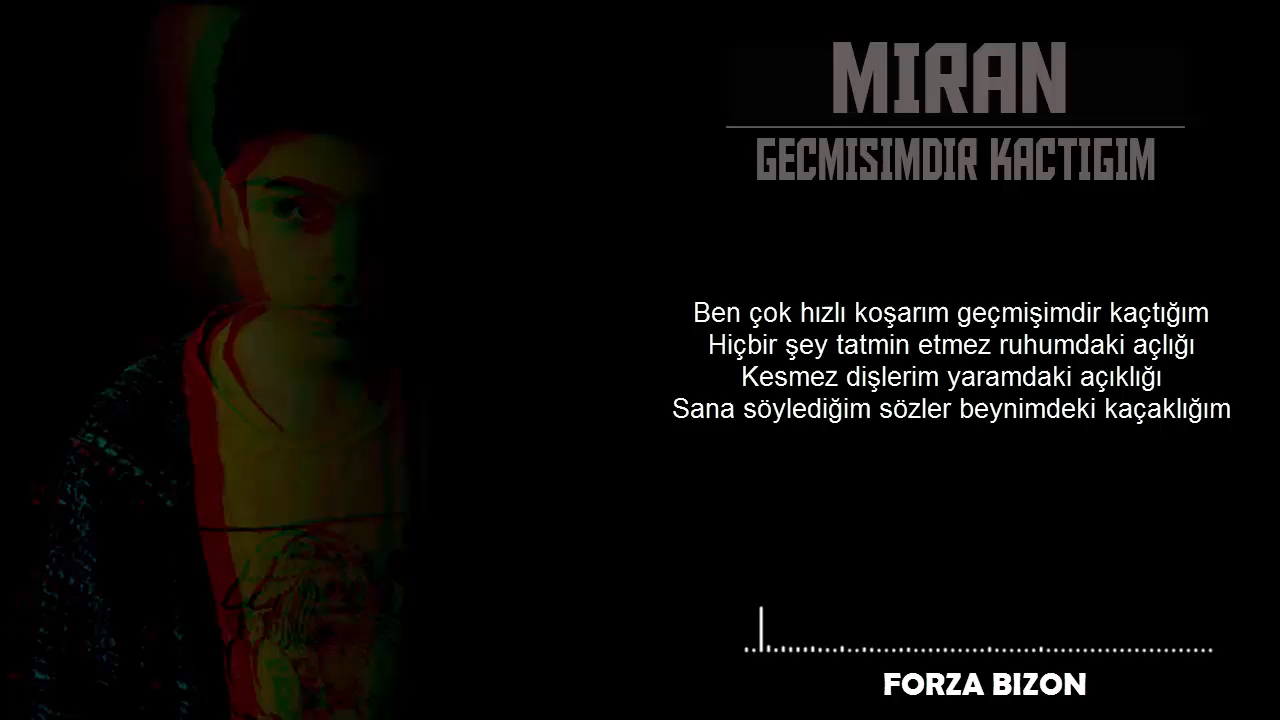 MIRAN
GECMISIMDIR KACTIGIM
Ben çok hızlı koşarım geçmişimdir kaçtığım
Hiçbir şey tatmin etmez ruhumdaki açlığı
Kesmez dişlerim yaramdaki açıklığı
Sana söylediğim sözler beynimdeki kaçaklığım
FORZA BIZON